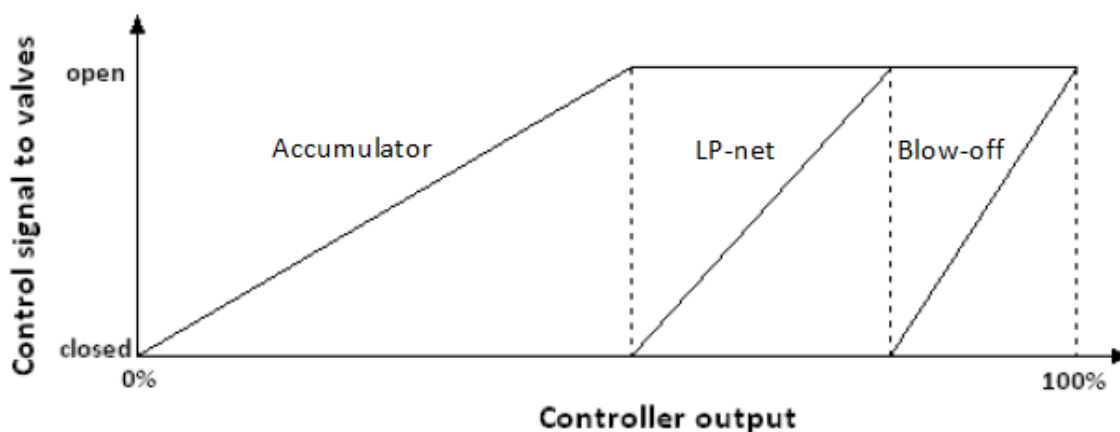 Control signal to valves
open
Accumulator
LP-net
Blow-off
closed
0%
100%
Controller output